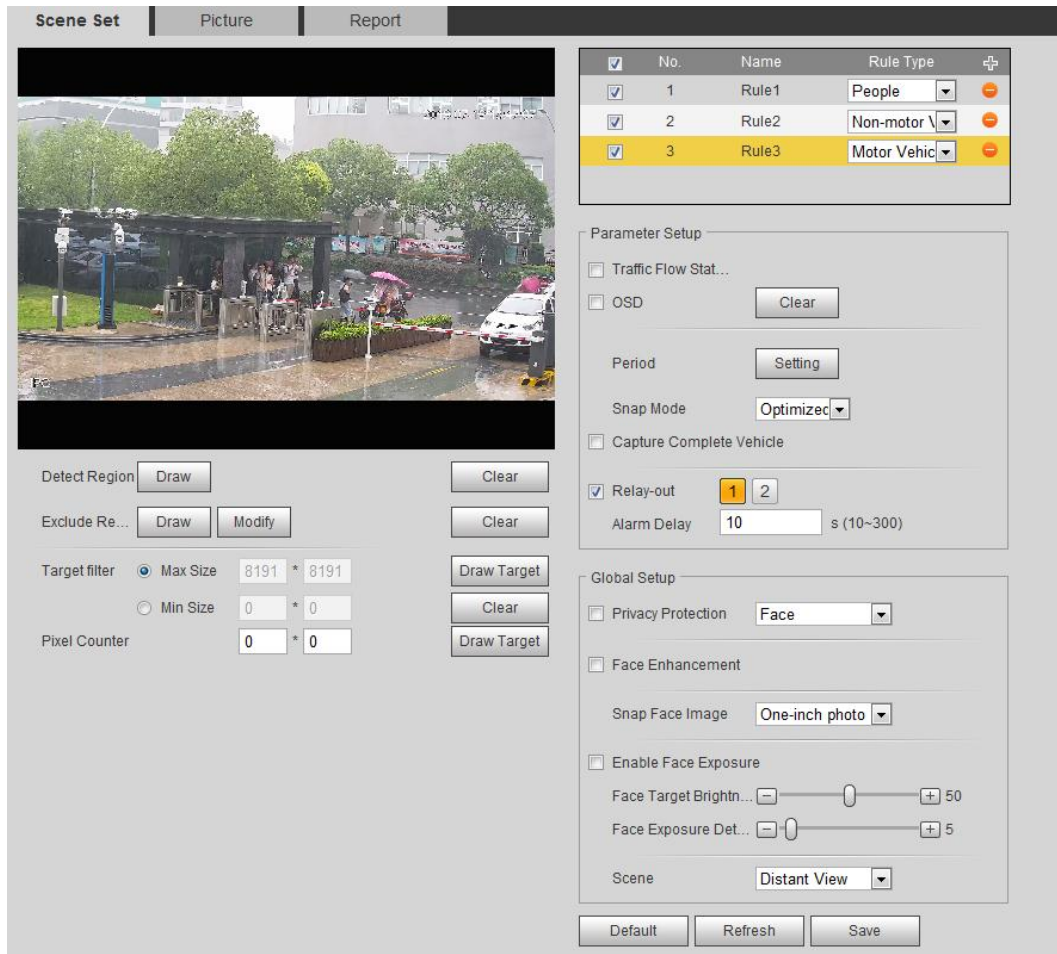 Scene Set Picture Report
No. Name Rule Type
1 Rule1 People
2 Rule2 Non-motor V
3 Rule3 Motor Vehic
Parameter Setup
Traffic Flow Stat...
OSD Clear
Period Setting
Snap Mode Optimizec
Capture Complete Vehicle
Relay-out 1 2
Alarm Delay 10 s (10~300)
IPC
Detect Region Draw Clear
Exclude Re... Draw Modify Clear
Target filter Max Size 8191 * 8191 Draw Target
Min Size 0 * 0 Clear
Pixel Counter 0 * 0 Draw Target
Global Setup
Privacy Protection Face
Face Enhancement
Snap Face Image One-inch photo
Enable Face Exposure
Face Target Brightn... 50
Face Exposure Det... 5
Scene Distant View
Default Refresh Save